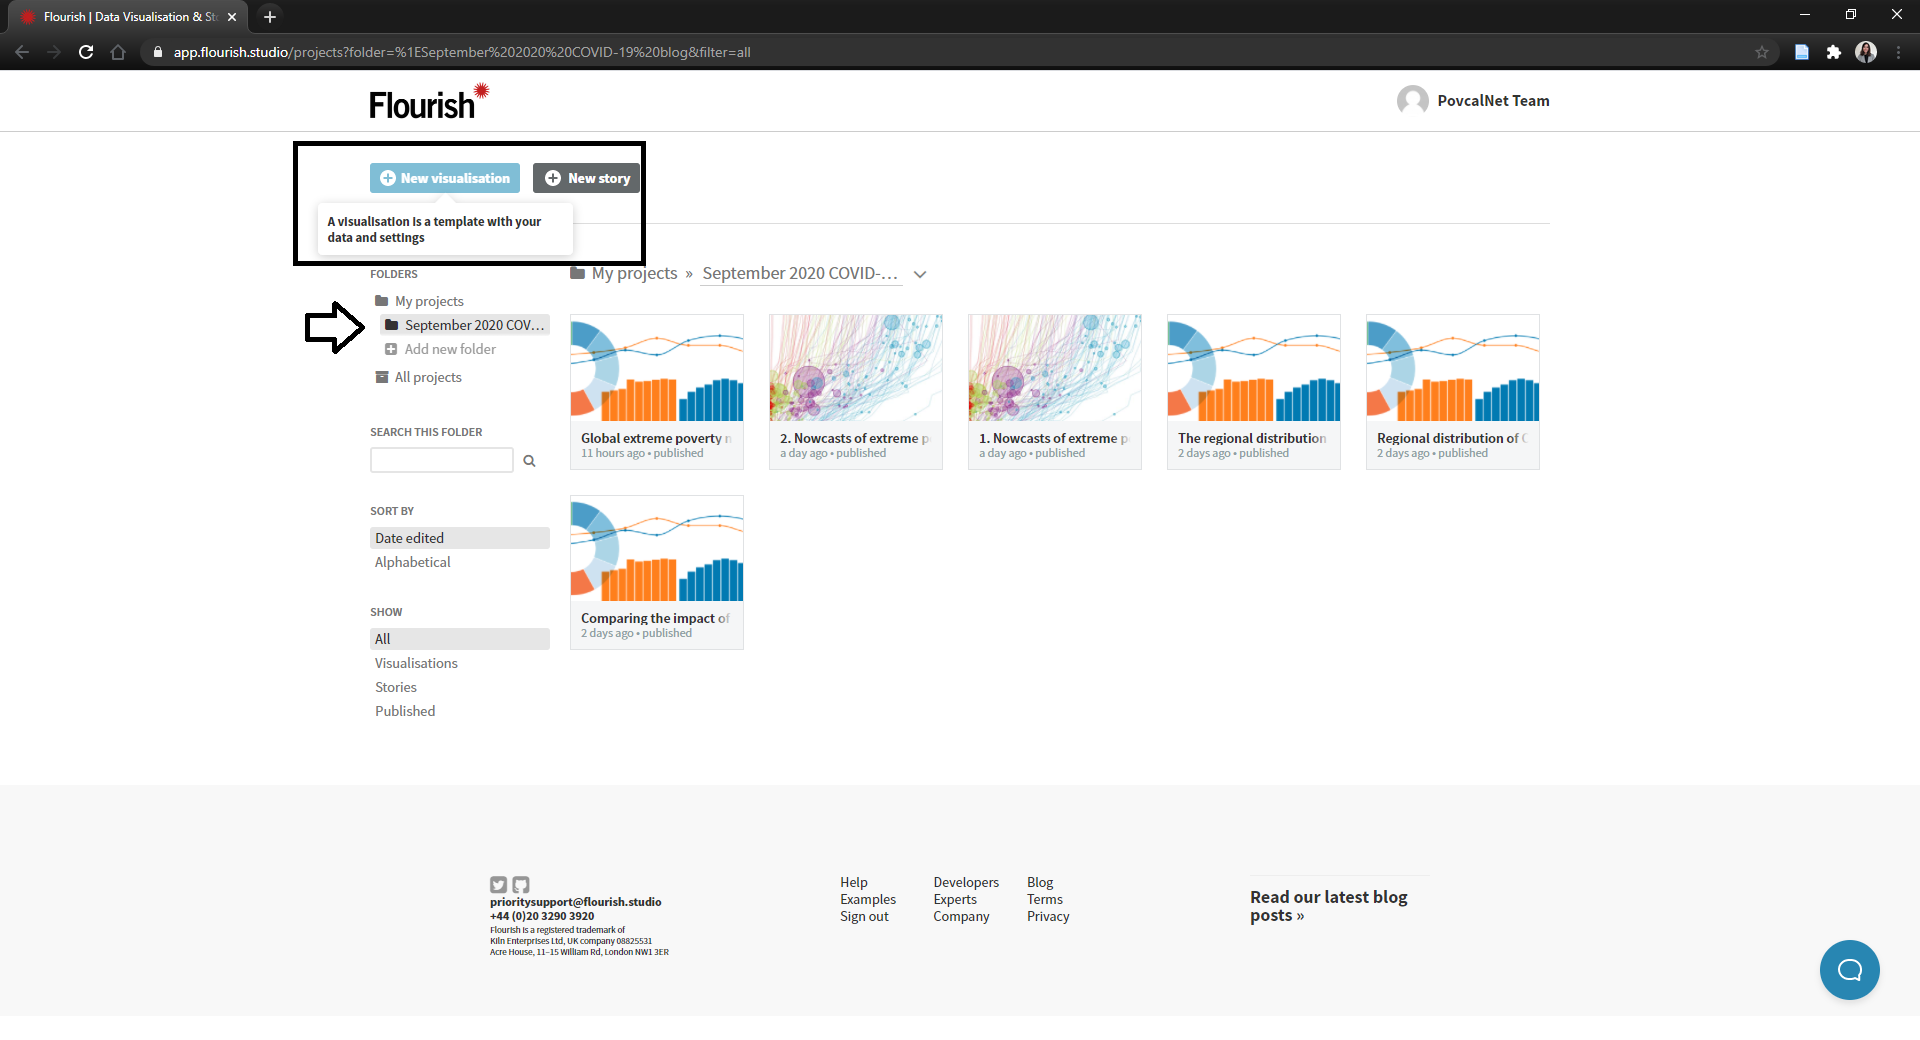 Flourish | Data Visualisation & St
app.flourish.studio/projects?folder=%1ESeptember%202020%20COVID-19%20blog&filter=all
Flourish
PovcalNet Team
New visualisation
New story
A visualisation is a template with your
data and settings
FOLDERS
My projects » September 2020 COVID-...
My projects
September 2020 COV...
Add new folder
All projects
SEARCH THIS FOLDER
SORT BY
Date edited
Alphabetical
SHOW
All
Visualisations
Stories
Published
Global extreme poverty n
11 hours ago • published
2. Nowcasts of extreme p
a day ago • published
1. Nowcasts of extreme p
a day ago • published
The regional distribution
2 days ago • published
Regional distribution of C
2 days ago • published
Comparing the impact of
2 days ago • published
prioritysupport@flourish.studio
+44 (0)20 3290 3920
Flourish is a registered trademark of
Kiln Enterprises Ltd, UK company 08825531
Acre House, 11–15 William Rd, London NW1 3ER
Help
Examples
Sign out
Developers
Experts
Company
Blog
Terms
Privacy
Read our latest blog
posts »